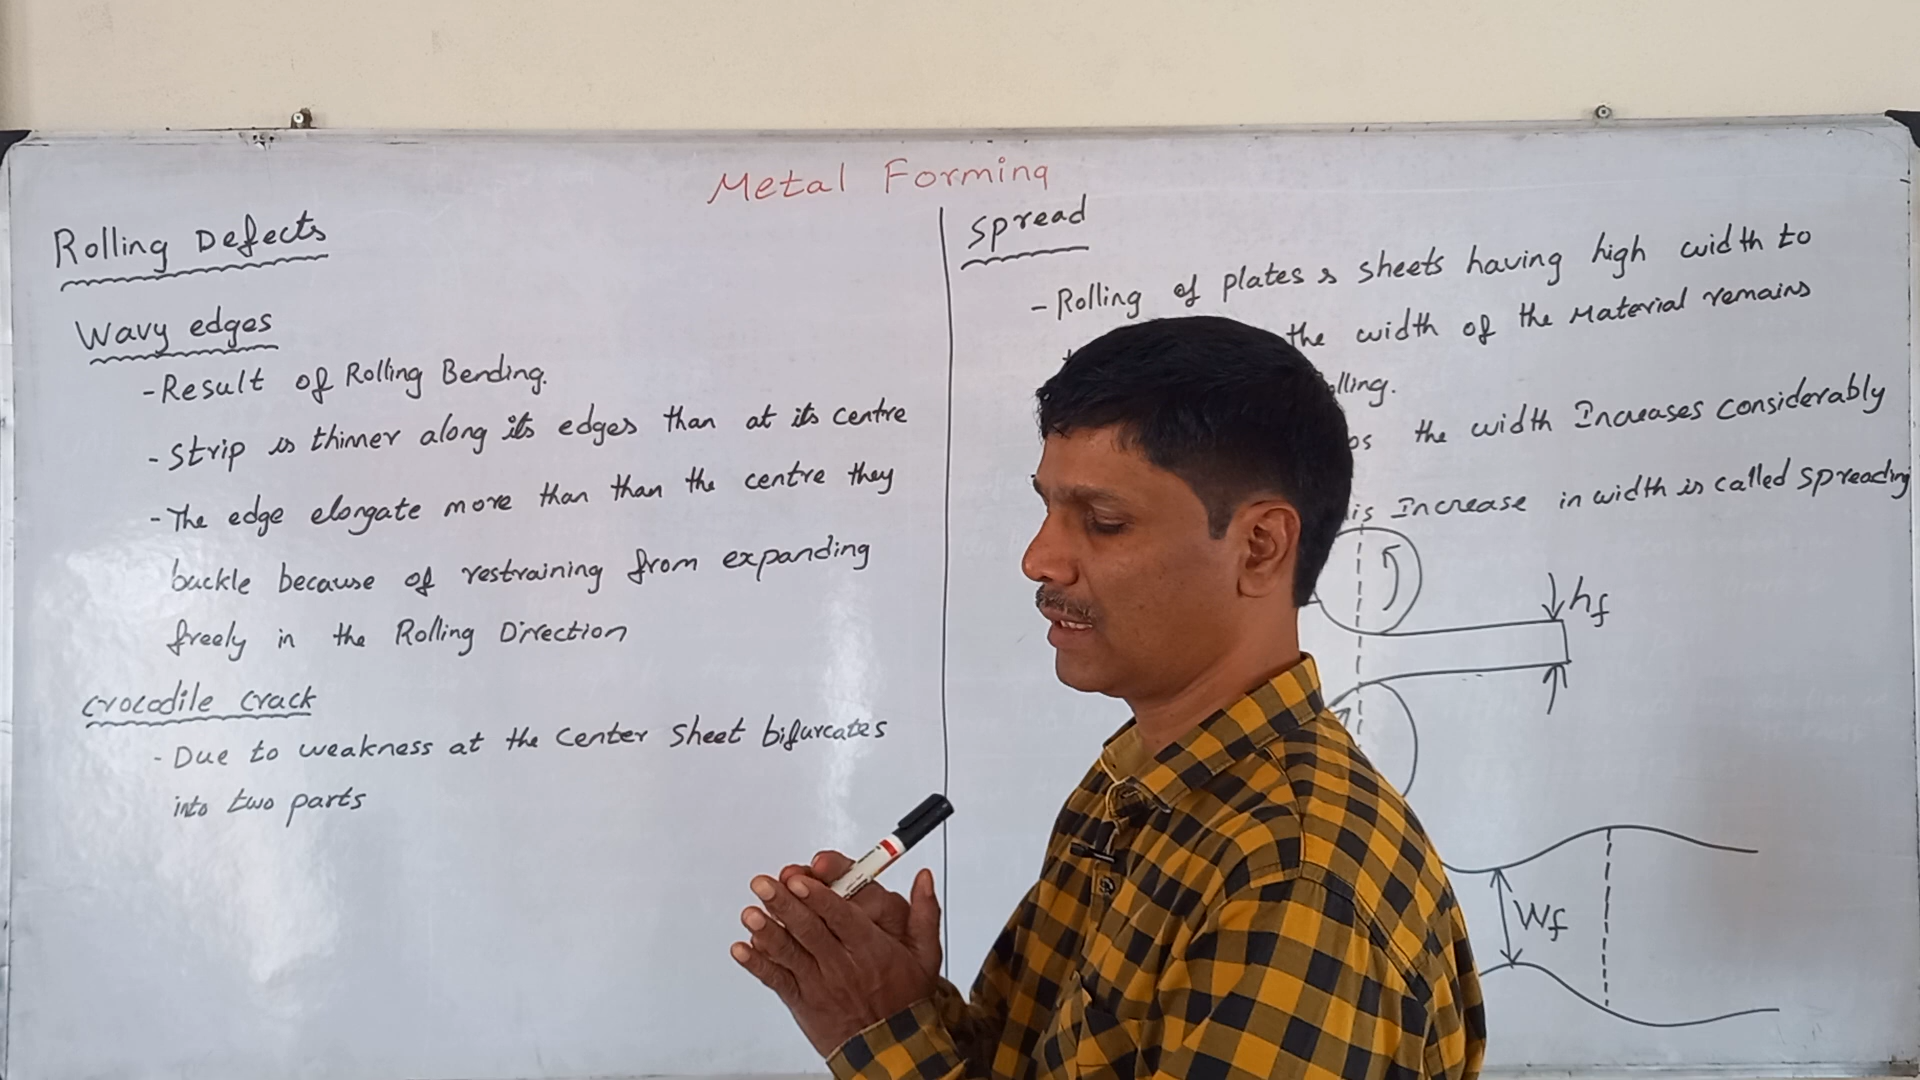 Metal Forming
Rolling Defects
Wavy edges
- Result of Rolling Bending.
- Strip is thinner along its edges than at its centre
- The edge elongate more than than the centre they
buckle because of restraining from expanding
freely in the Rolling Direction
Crocodile Crack
- Due to weakness at the Center Sheet bifurcates
into two parts
Spread
- Rolling of plates & sheets having high width to
the width of the Material remains
lling.
the width Increases Considerably
is Increase in width is called Spreading
hf
Wf